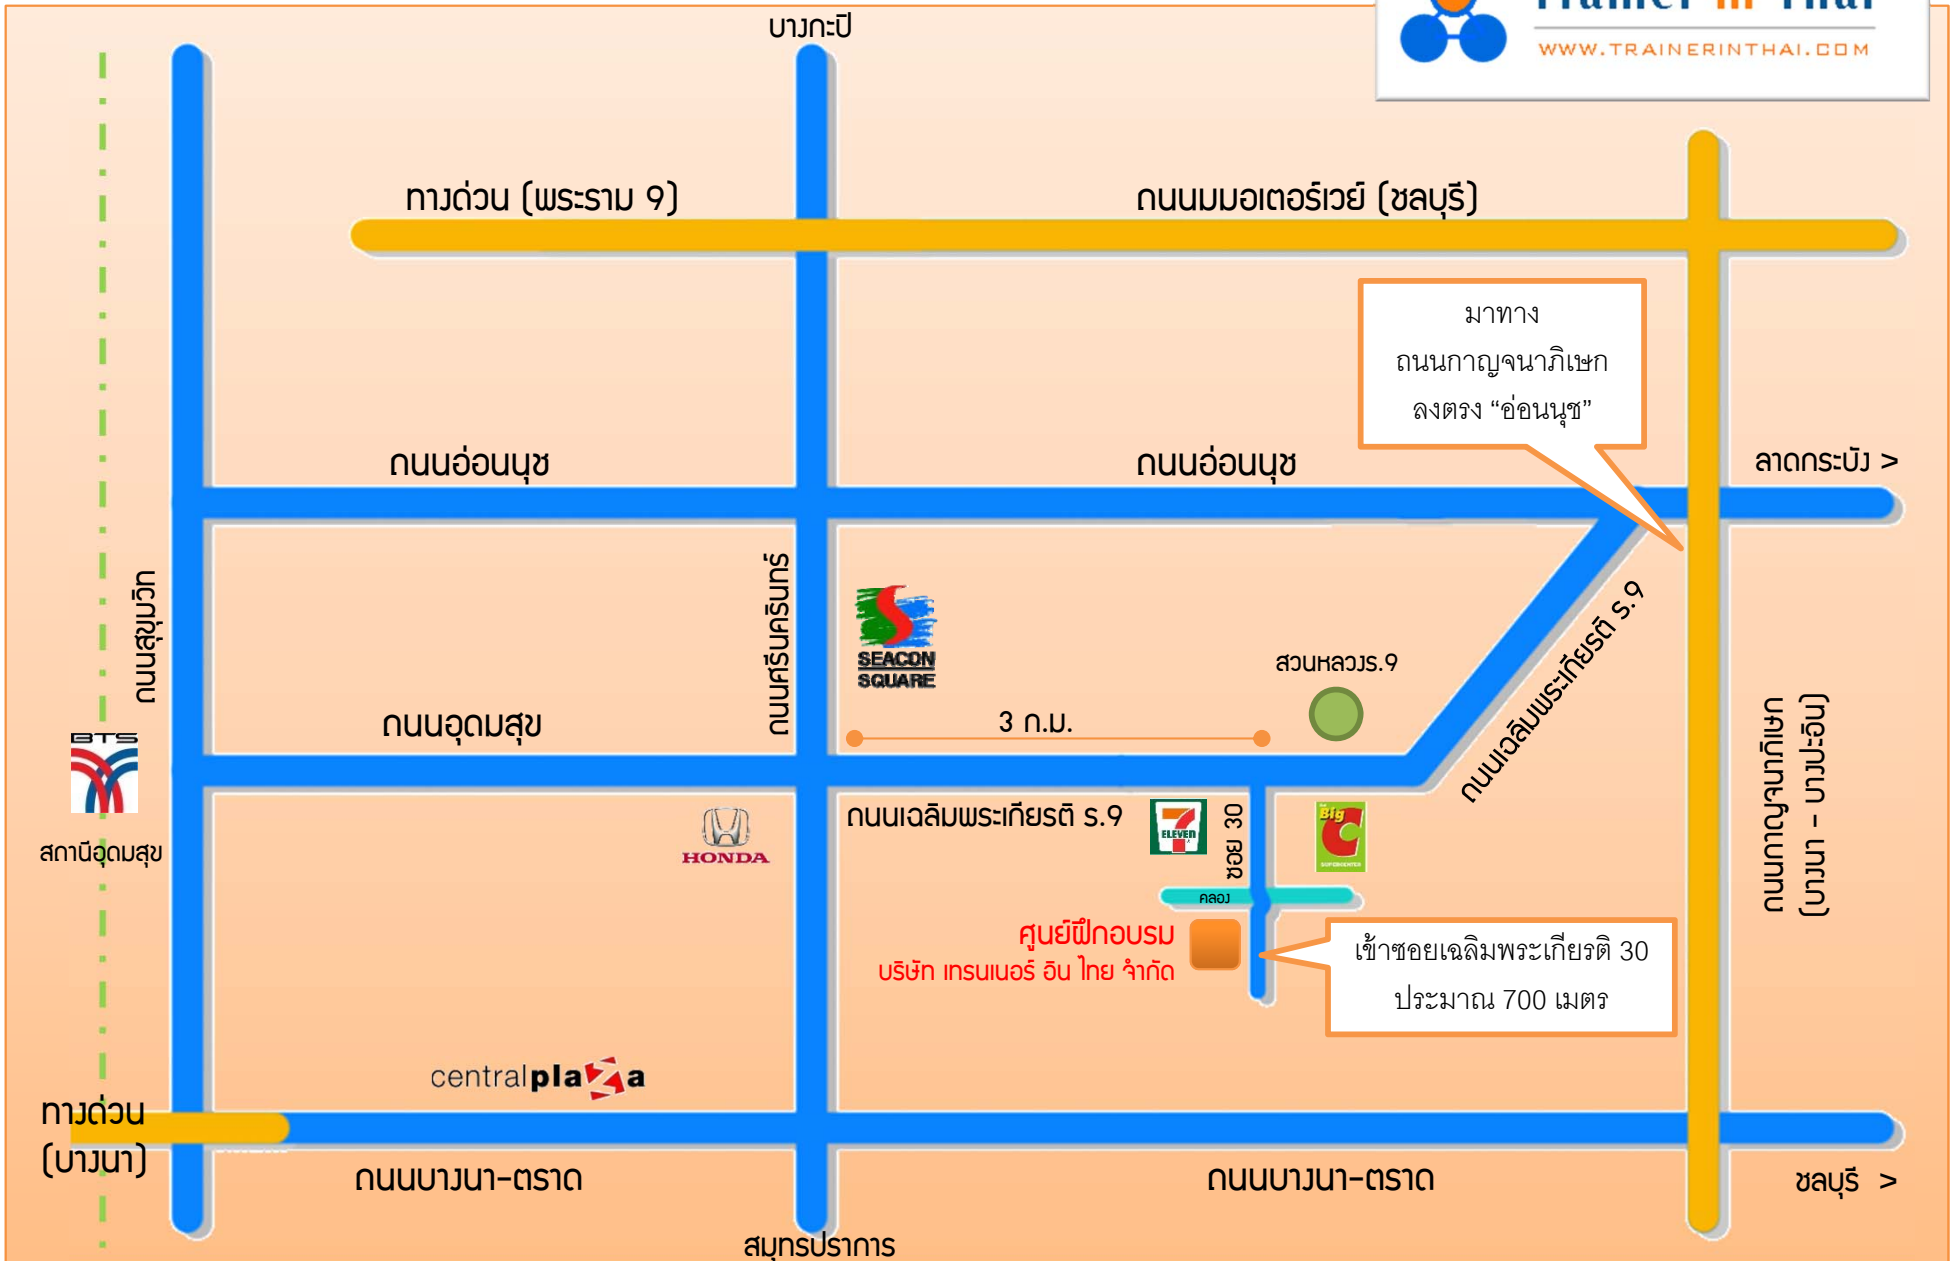 บางกะปิ
Trainer in Thai
WWW.TRAINERINTHAI.COM
ทางด่วน (พระราม 9)
ถนนมมอเตอร์เวย์ (ชลบุรี)
มาทาง
ถนนกาญจนาภิเษก
ลงตรง “อ่อนนุช”
ถนนอ่อนนุช
ถนนอ่อนนุช
ลาดกระบัง >
ถนนสุขุมวิท
ถนนศรีนครินทร์
SEACON
SQUARE
สวนหลวงร.9
ถนนเฉลิมพระเกียรติ ร.9
ถนนอุดมสุข
3 ก.ม.
ถนนกาญจนาภิเษก
(บางนา - บางปะอิน)
BTS
สถานีอุดมสุข
HONDA
ถนนเฉลิมพระเกียรติ ร.9
7
ELEVEN
ซอย 30
Big
C
SUPERCENTER
คลอง
ศูนย์ฝึกอบรม
บริษัท เทรนเนอร์ อิน ไทย จำกัด
เข้าซอยเฉลิมพระเกียรติ 30
ประมาณ 700 เมตร
centralplaza
ทางด่วน
(บางนา)
ถนนบางนา-ตราด
ถนนบางนา-ตราด
ชลบุรี >
สมุทรปราการ